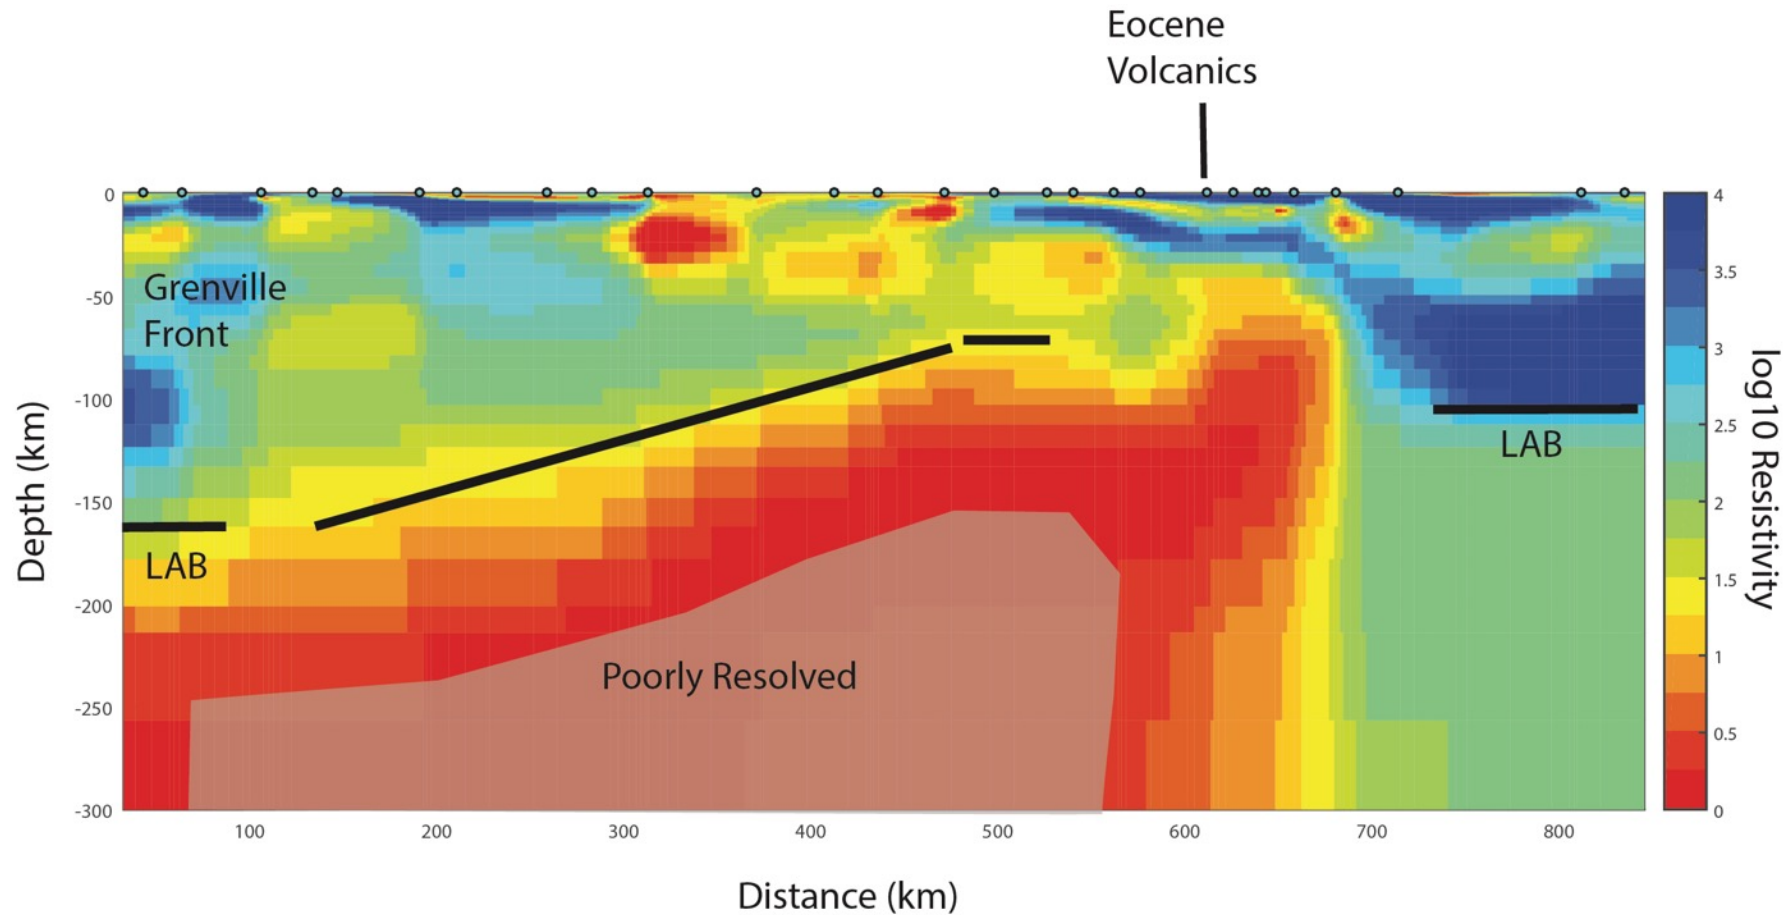 Eocene
Volcanics
0
-50
-100
-150
-200
-250
-300
Depth (km)
Grenville
Front
LAB
Poorly Resolved
LAB
100
200
300
400
500
600
700
800
Distance (km)
4
3.5
3
2.5
2
1.5
1
0.5
0
log10 Resistivity